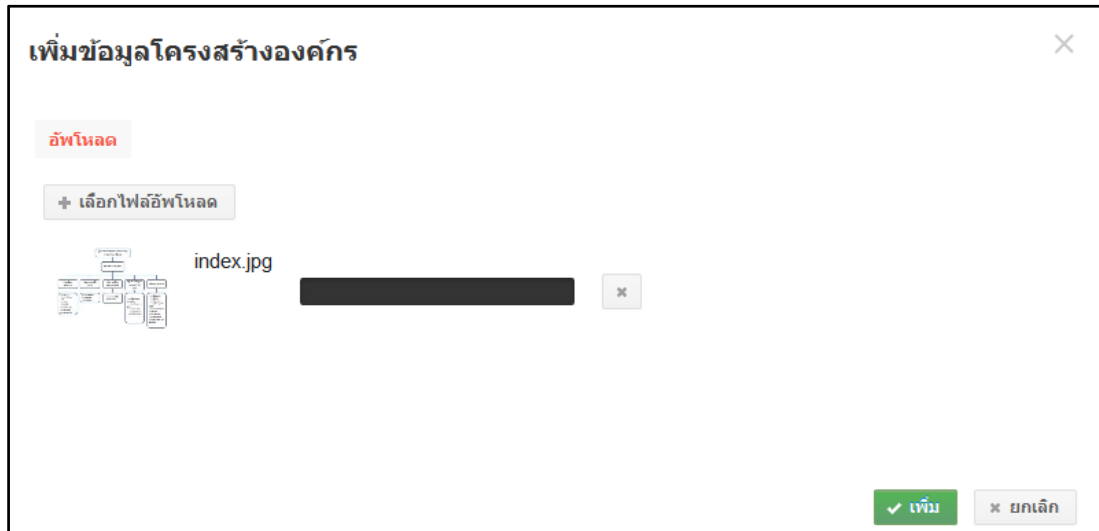 เพิ่มข้อมูลโครงสร้างองค์กร
อัพโหลด
เลือกไฟล์อัพโหลด
index.jpg
เพิ่ม
ยกเลิก